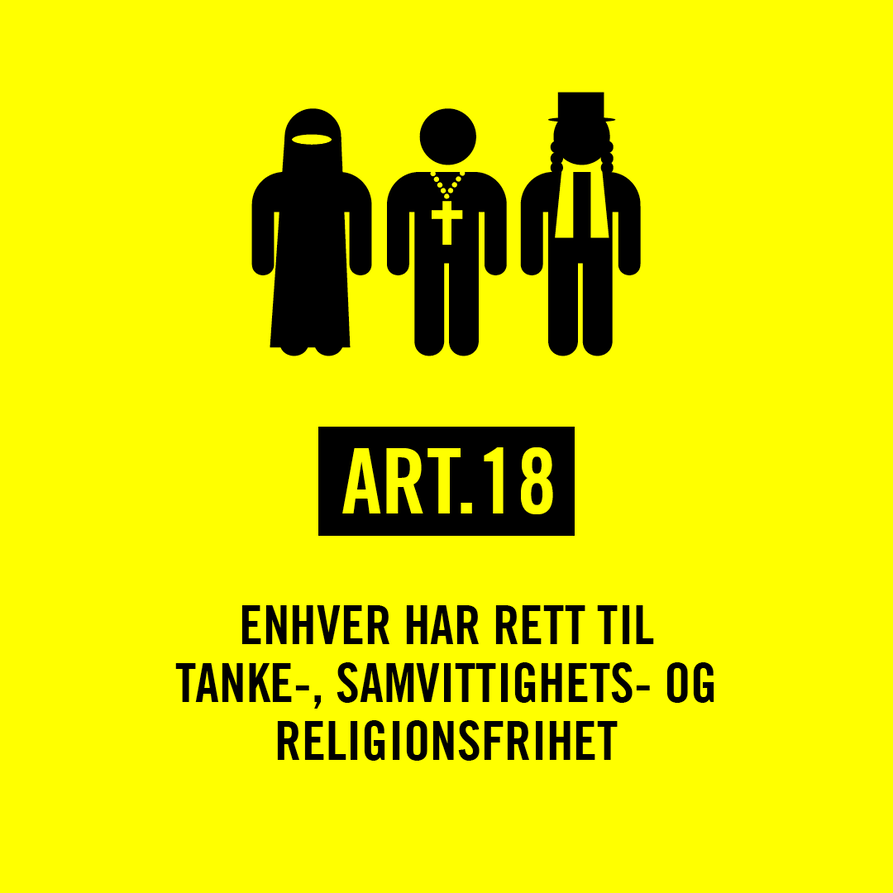 ART.18
ENHVER HAR RETT TIL
TANKE-, SAMVITTIGHETS- OG
RELIGIONSFRIHET